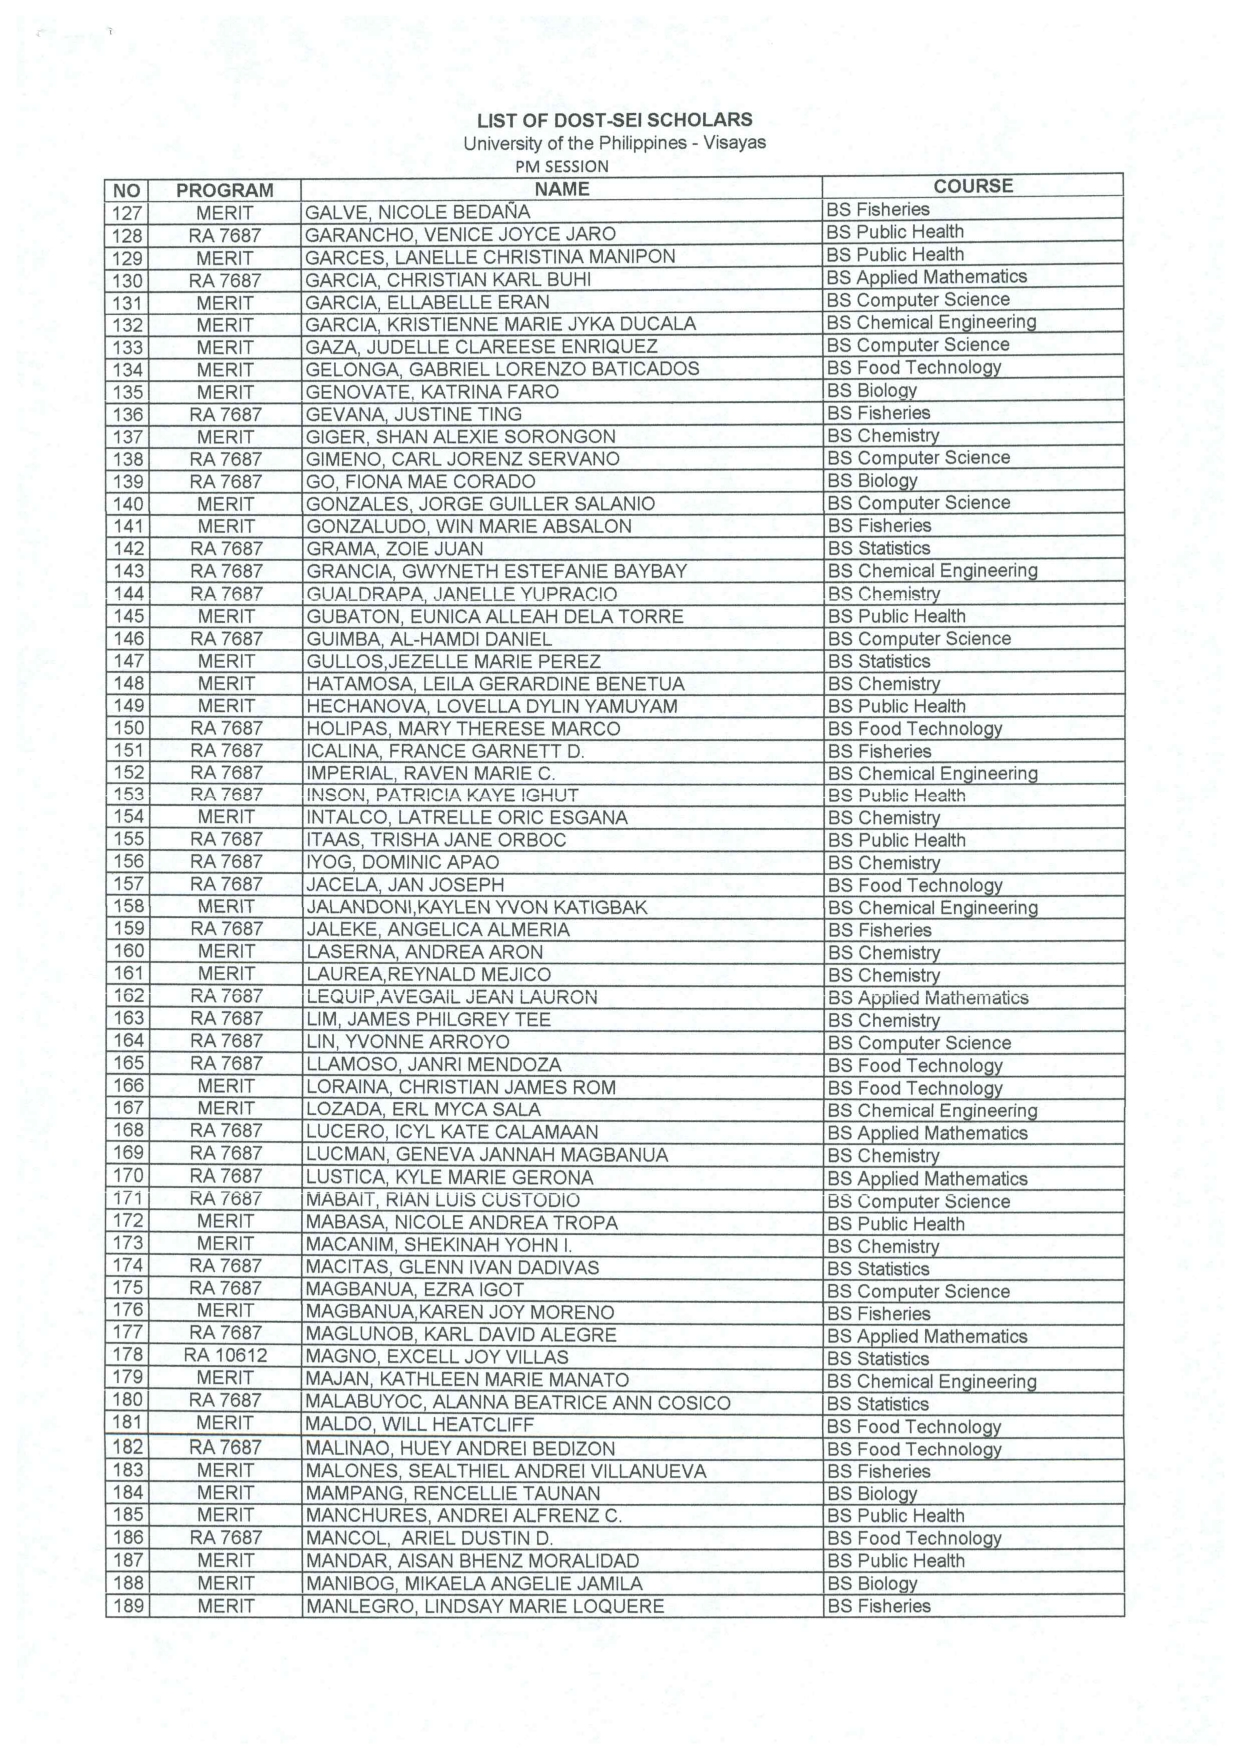 LIST OF DOST-SEI SCHOLARS
University of the Philippines - Visayas
PM SESSION
NO PROGRAM NAME COURSE
127 MERIT GALVE, NICOLE BEDAÑA BS Fisheries
128 RA 7687 GARANCHO, VENICE JOYCE JARO BS Public Health
129 MERIT GARCES, LANELLE CHRISTINA MANIPON BS Public Health
130 RA 7687 GARCIA, CHRISTIAN KARL BUHI BS Applied Mathematics
131 MERIT GARCIA, ELLABELLE ERAN BS Computer Science
132 MERIT GARCIA, KRISTIENNE MARIE JYKA DUCALA BS Chemical Engineering
133 MERIT GAZA, JUDELLE CLAREESE ENRIQUEZ BS Computer Science
134 MERIT GELONGA, GABRIEL LORENZO BATICADOS BS Food Technology
135 MERIT GENOVATE, KATRINA FARO BS Biology
136 RA 7687 GEVANA, JUSTINE TING BS Fisheries
137 MERIT GIGER, SHAN ALEXIE SORONGON BS Chemistry
138 RA 7687 GIMENO, CARL JORENZ SERVANO BS Computer Science
139 RA 7687 GO, FIONA MAE CORADO BS Biology
140 MERIT GONZALES, JORGE GUILLER SALANIO BS Computer Science
141 MERIT GONZALUDO, WIN MARIE ABSALON BS Fisheries
142 RA 7687 GRAMA, ZOIE JUAN BS Statistics
143 RA 7687 GRANCIA, GWYNETH ESTEFANIE BAYBAY BS Chemical Engineering
144 RA 7687 GUALDRAPA, JANELLE YUPRACIO BS Chemistry
145 MERIT GUBATON, EUNICA ALLEAH DELA TORRE BS Public Health
146 RA 7687 GUIMBA, AL-HAMDI DANIEL BS Computer Science
147 MERIT GULLOS,JEZELLE MARIE PEREZ BS Statistics
148 MERIT HATAMOSA, LEILA GERARDINE BENETUA BS Chemistry
149 MERIT HECHANOVA, LOVELLA DYLIN YAMUYAM BS Public Health
150 RA 7687 HOLIPAS, MARY THERESE MARCO BS Food Technology
151 RA 7687 ICALINA, FRANCE GARNETT D. BS Fisheries
152 RA 7687 IMPERIAL, RAVEN MARIE C. BS Chemical Engineering
153 RA 7687 INSON, PATRICIA KAYE IGHUT BS Public Health
154 MERIT INTALCO, LATRELLE ORIC ESGANA BS Chemistry
155 RA 7687 ITAAS, TRISHA JANE ORBOC BS Public Health
156 RA 7687 IYOG, DOMINIC APAO BS Chemistry
157 RA 7687 JACELA, JAN JOSEPH BS Food Technology
158 MERIT JALANDONI,KAYLEN YVON KATIGBAK BS Chemical Engineering
159 RA 7687 JALEKE, ANGELICA ALMERIA BS Fisheries
160 MERIT LASERNA, ANDREA ARON BS Chemistry
161 MERIT LAUREA,REYNALD MEJICO BS Chemistry
162 RA 7687 LEQUIP,AVEGAIL JEAN LAURON BS Applied Mathematics
163 RA 7687 LIM, JAMES PHILGREY TEE BS Chemistry
164 RA 7687 LIN, YVONNE ARROYO BS Computer Science
165 RA 7687 LLAMOSO, JANRI MENDOZA BS Food Technology
166 MERIT LORAINA, CHRISTIAN JAMES ROM BS Food Technology
167 MERIT LOZADA, ERL MYCA SALA BS Chemical Engineering
168 RA 7687 LUCERO, ICYL KATE CALAMAAN BS Applied Mathematics
169 RA 7687 LUCMAN, GENEVA JANNAH MAGBANUA BS Chemistry
170 RA 7687 LUSTICA, KYLE MARIE GERONA BS Applied Mathematics
171 RA 7687 MABAIT, RIAN LUIS CUSTODIO BS Computer Science
172 MERIT MABASA, NICOLE ANDREA TROPA BS Public Health
173 MERIT MACANIM, SHEKINAH YOHN I. BS Chemistry
174 RA 7687 MACITAS, GLENN IVAN DADIVAS BS Statistics
175 RA 7687 MAGBANUA, EZRA IGOT BS Computer Science
176 MERIT MAGBANUA,KAREN JOY MORENO BS Fisheries
177 RA 7687 MAGLUNOB, KARL DAVID ALEGRE BS Applied Mathematics
178 RA 10612 MAGNO, EXCELL JOY VILLAS BS Statistics
179 MERIT MAJAN, KATHLEEN MARIE MANATO BS Chemical Engineering
180 RA 7687 MALABUYOC, ALANNA BEATRICE ANN COSICO BS Statistics
181 MERIT MALDO, WILL HEATCLIFF BS Food Technology
182 RA 7687 MALINAO, HUEY ANDREI BEDIZON BS Food Technology
183 MERIT MALONES, SEALTHIEL ANDREI VILLANUEVA BS Fisheries
184 MERIT MAMPANG, RENCELLIE TAUNAN BS Biology
185 MERIT MANCHURES, ANDREI ALFRENZ C. BS Public Health
186 RA 7687 MANCOL, ARIEL DUSTIN D. BS Food Technology
187 MERIT MANDAR, AISAN BHENZ MORALIDAD BS Public Health
188 MERIT MANIBOG, MIKAELA ANGELIE JAMILA BS Biology
189 MERIT MANLEGRO, LINDSAY MARIE LOQUERE BS Fisheries